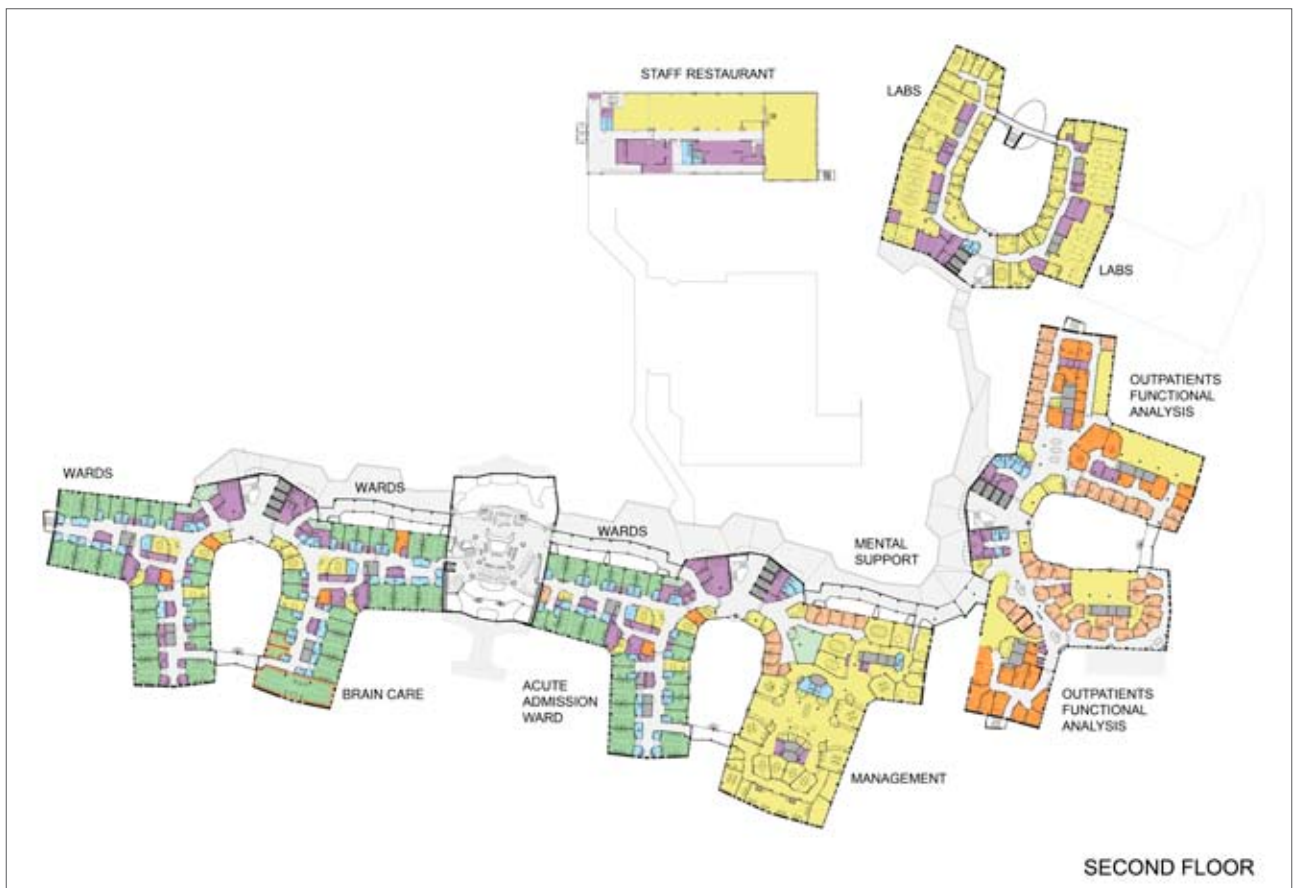 STAFF RESTAURANT
LABS
LABS
OUTPATIENTS
FUNCTIONAL
ANALYSIS
WARDS
WARDS
WARDS
MENTAL
SUPPORT
BRAIN CARE
ACUTE
ADMISSION
WARD
OUTPATIENTS
FUNCTIONAL
ANALYSIS
MANAGEMENT
SECOND FLOOR